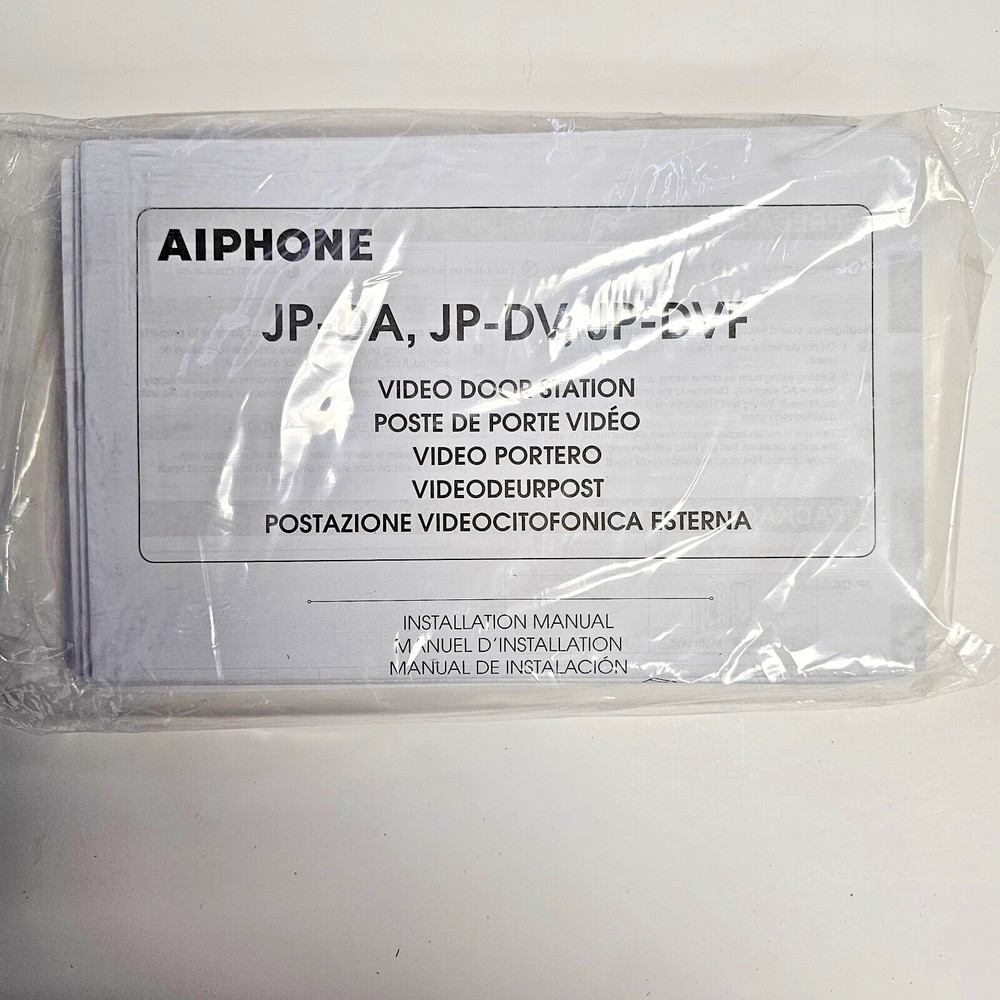 AIPHONE
JP-DA, JP-DV, JP-DVF
VIDEO DOOR STATION
POSTE DE PORTE VIDÉO
VIDEO PORTERO
VIDEODEURPOST
POSTAZIONE VIDEOCITOFONICA ESTERNA
INSTALLATION MANUAL
MANUEL D'INSTALLATION
MANUAL DE INSTALACIÓN